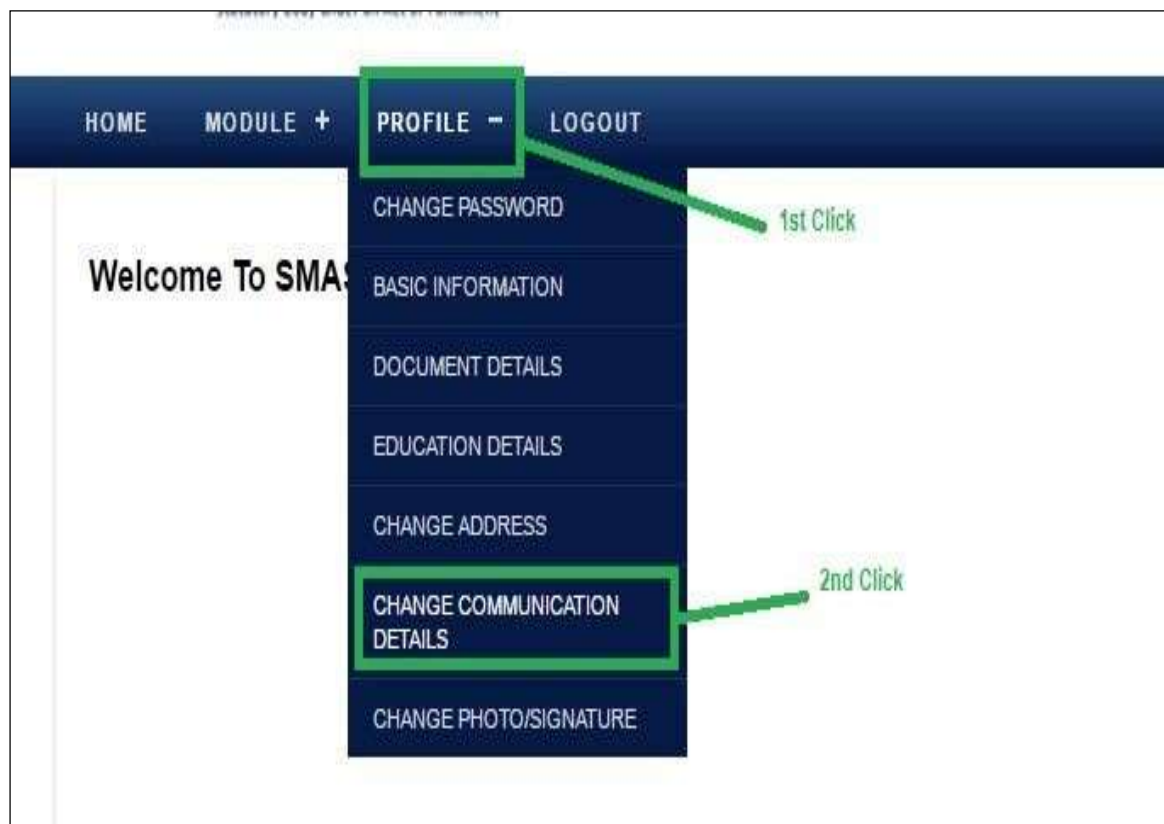 HOME MODULE + PROFILE - LOGOUT
CHANGE PASSWORD
1st Click
Welcome To SMAS
BASIC INFORMATION
DOCUMENT DETAILS
EDUCATION DETAILS
CHANGE ADDRESS
CHANGE COMMUNICATION
DETAILS
2nd Click
CHANGE PHOTO/SIGNATURE